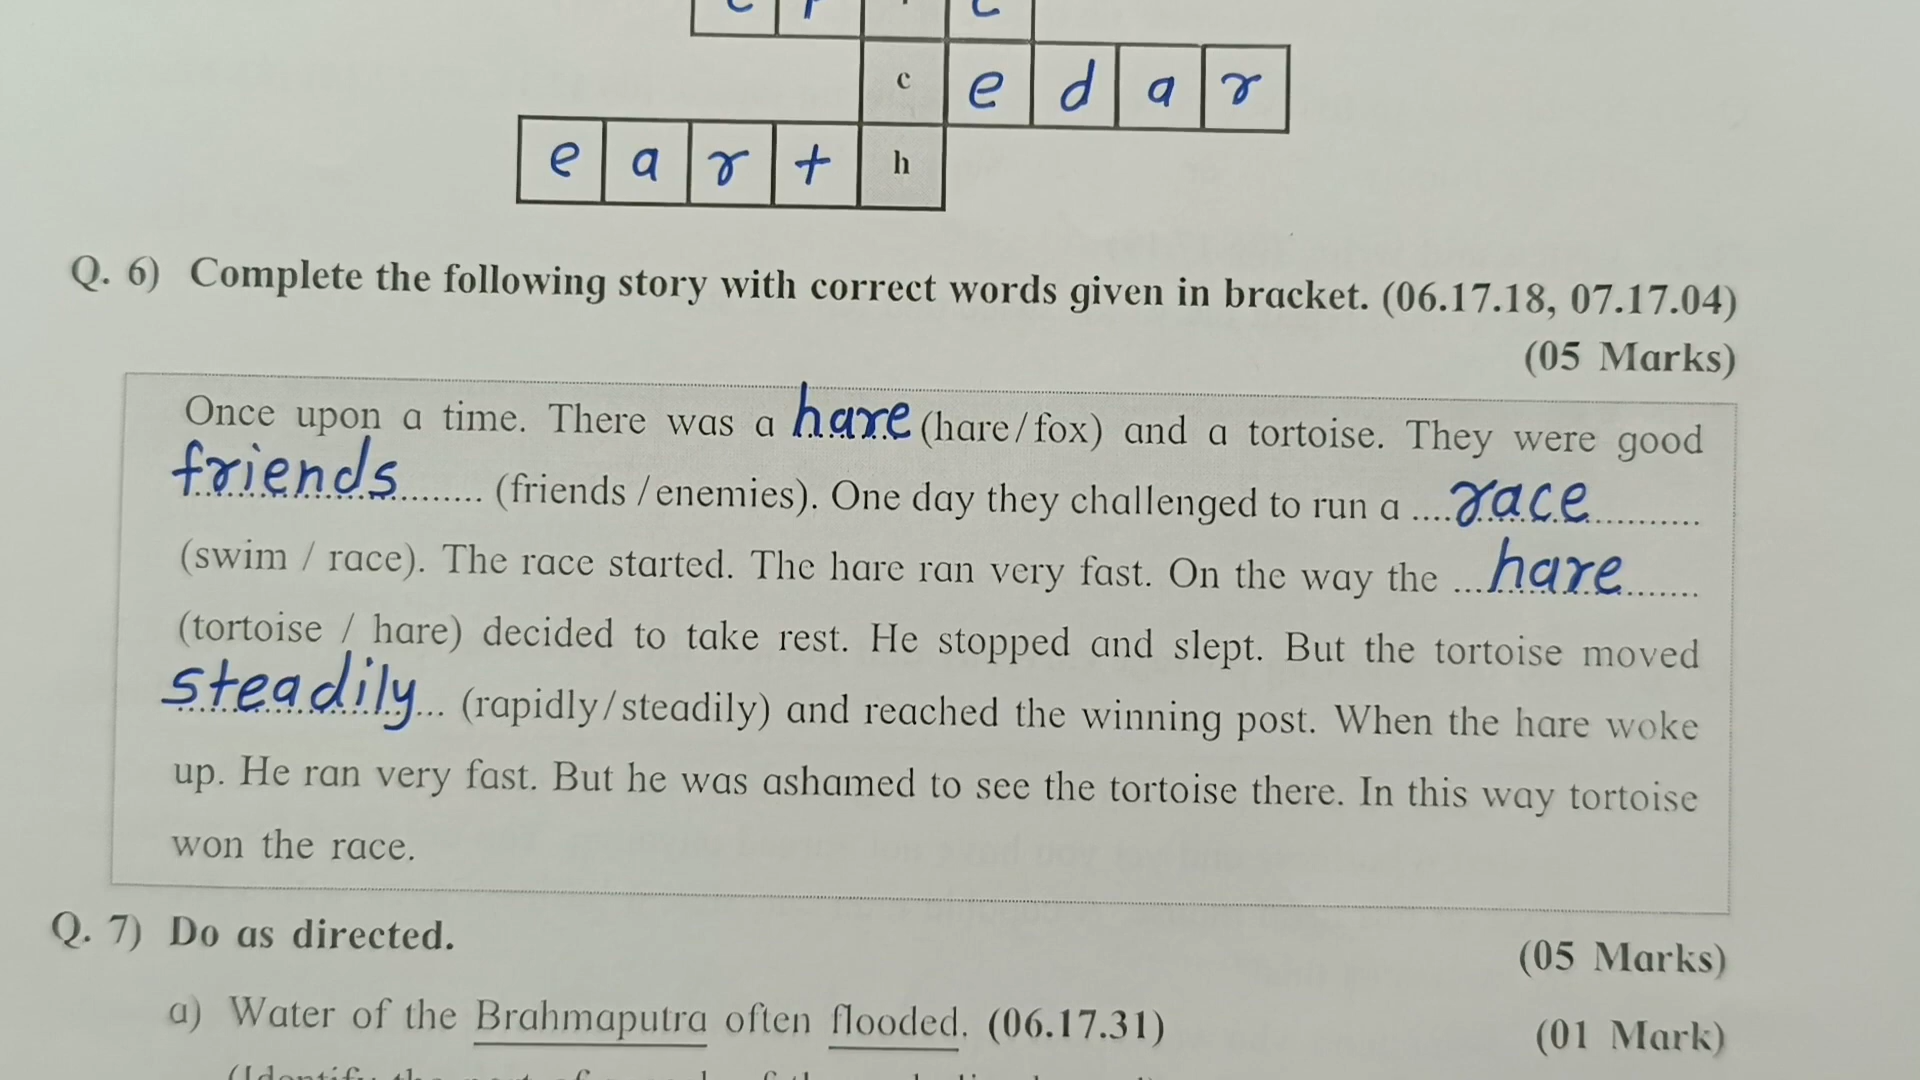 c e d a r
e a r t h
Q. 6) Complete the following story with correct words given in bracket. (06.17.18, 07.17.04)
(05 Marks)
Once upon a time. There was a hare (hare/fox) and a tortoise. They were good
friends ........ (friends / enemies). One day they challenged to run a .... race ...........
(swim / race). The race started. The hare ran very fast. On the way the ... hare .......
(tortoise / hare) decided to take rest. He stopped and slept. But the tortoise moved
steadily ... (rapidly/steadily) and reached the winning post. When the hare woke
up. He ran very fast. But he was ashamed to see the tortoise there. In this way tortoise
won the race.
Q. 7) Do as directed. (05 Marks)
a) Water of the Brahmaputra often flooded. (06.17.31) (01 Mark)